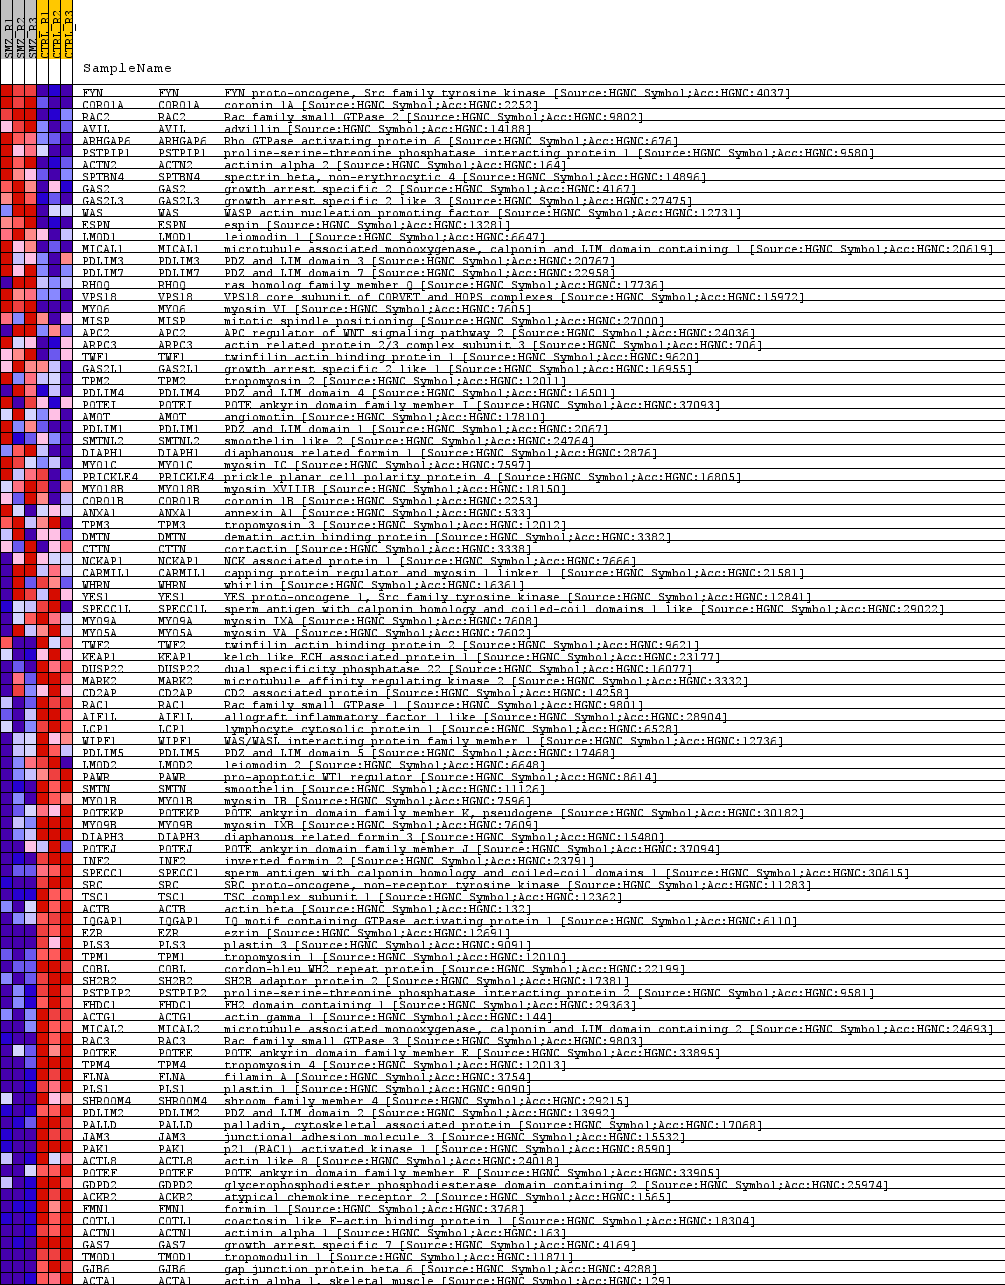 SMZ_R1 SMZ_R2 SMZ_R3 CTRL_R1 CTRL_R2 CTRL_R3
SampleName
FYN FYN FYN proto-oncogene, Src family tyrosine kinase [Source:HGNC Symbol;Acc:HGNC:4037]
CORO1A CORO1A coronin 1A [Source:HGNC Symbol;Acc:HGNC:2252]
RAC2 RAC2 Rac family small GTPase 2 [Source:HGNC Symbol;Acc:HGNC:9802]
AVIL AVIL advillin [Source:HGNC Symbol;Acc:HGNC:14188]
ARHGAP6 ARHGAP6 Rho GTPase activating protein 6 [Source:HGNC Symbol;Acc:HGNC:676]
PSTPIP1 PSTPIP1 proline-serine-threonine phosphatase interacting protein 1 [Source:HGNC Symbol;Acc:HGNC:9580]
ACTN2 ACTN2 actinin alpha 2 [Source:HGNC Symbol;Acc:HGNC:164]
SPTBN4 SPTBN4 spectrin beta, non-erythrocytic 4 [Source:HGNC Symbol;Acc:HGNC:14896]
GAS2 GAS2 growth arrest specific 2 [Source:HGNC Symbol;Acc:HGNC:4167]
GAS2L3 GAS2L3 growth arrest specific 2 like 3 [Source:HGNC Symbol;Acc:HGNC:27475]
WAS WAS WASP actin nucleation promoting factor [Source:HGNC Symbol;Acc:HGNC:12731]
ESPN ESPN espin [Source:HGNC Symbol;Acc:HGNC:13281]
LMOD1 LMOD1 leiomodin 1 [Source:HGNC Symbol;Acc:HGNC:6647]
MICAL1 MICAL1 microtubule associated monooxygenase, calponin and LIM domain containing 1 [Source:HGNC Symbol;Acc:HGNC:20619]
PDLIM3 PDLIM3 PDZ and LIM domain 3 [Source:HGNC Symbol;Acc:HGNC:20767]
PDLIM7 PDLIM7 PDZ and LIM domain 7 [Source:HGNC Symbol;Acc:HGNC:22958]
RHOQ RHOQ ras homolog family member Q [Source:HGNC Symbol;Acc:HGNC:17736]
VPS18 VPS18 VPS18 core subunit of CORVET and HOPS complexes [Source:HGNC Symbol;Acc:HGNC:15972]
MYO6 MYO6 myosin VI [Source:HGNC Symbol;Acc:HGNC:7605]
MISP MISP mitotic spindle positioning [Source:HGNC Symbol;Acc:HGNC:27000]
APC2 APC2 APC regulator of WNT signaling pathway 2 [Source:HGNC Symbol;Acc:HGNC:24036]
ARPC3 ARPC3 actin related protein 2/3 complex subunit 3 [Source:HGNC Symbol;Acc:HGNC:706]
TWF1 TWF1 twinfilin actin binding protein 1 [Source:HGNC Symbol;Acc:HGNC:9620]
GAS2L1 GAS2L1 growth arrest specific 2 like 1 [Source:HGNC Symbol;Acc:HGNC:16955]
TPM2 TPM2 tropomyosin 2 [Source:HGNC Symbol;Acc:HGNC:12011]
PDLIM4 PDLIM4 PDZ and LIM domain 4 [Source:HGNC Symbol;Acc:HGNC:16501]
POTEI POTEI POTE ankyrin domain family member I [Source:HGNC Symbol;Acc:HGNC:37093]
AMOT AMOT angiomotin [Source:HGNC Symbol;Acc:HGNC:17810]
PDLIM1 PDLIM1 PDZ and LIM domain 1 [Source:HGNC Symbol;Acc:HGNC:2067]
SMTNL2 SMTNL2 smoothelin like 2 [Source:HGNC Symbol;Acc:HGNC:24764]
DIAPH1 DIAPH1 diaphanous related formin 1 [Source:HGNC Symbol;Acc:HGNC:2876]
MYO1C MYO1C myosin IC [Source:HGNC Symbol;Acc:HGNC:7597]
PRICKLE4 PRICKLE4 prickle planar cell polarity protein 4 [Source:HGNC Symbol;Acc:HGNC:16805]
MYO18B MYO18B myosin XVIIIB [Source:HGNC Symbol;Acc:HGNC:18150]
CORO1B CORO1B coronin 1B [Source:HGNC Symbol;Acc:HGNC:2253]
ANXA1 ANXA1 annexin A1 [Source:HGNC Symbol;Acc:HGNC:533]
TPM3 TPM3 tropomyosin 3 [Source:HGNC Symbol;Acc:HGNC:12012]
DMTN DMTN dematin actin binding protein [Source:HGNC Symbol;Acc:HGNC:3382]
CTTN CTTN cortactin [Source:HGNC Symbol;Acc:HGNC:3338]
NCKAP1 NCKAP1 NCK associated protein 1 [Source:HGNC Symbol;Acc:HGNC:7666]
CARMIL1 CARMIL1 capping protein regulator and myosin 1 linker 1 [Source:HGNC Symbol;Acc:HGNC:21581]
WHRN WHRN whirlin [Source:HGNC Symbol;Acc:HGNC:16361]
YES1 YES1 YES proto-oncogene 1, Src family tyrosine kinase [Source:HGNC Symbol;Acc:HGNC:12841]
SPECC1L SPECC1L sperm antigen with calponin homology and coiled-coil domains 1 like [Source:HGNC Symbol;Acc:HGNC:29022]
MYO9A MYO9A myosin IXA [Source:HGNC Symbol;Acc:HGNC:7608]
MYO5A MYO5A myosin VA [Source:HGNC Symbol;Acc:HGNC:7602]
TWF2 TWF2 twinfilin actin binding protein 2 [Source:HGNC Symbol;Acc:HGNC:9621]
KEAP1 KEAP1 kelch like ECH associated protein 1 [Source:HGNC Symbol;Acc:HGNC:23177]
DUSP22 DUSP22 dual specificity phosphatase 22 [Source:HGNC Symbol;Acc:HGNC:16077]
MARK2 MARK2 microtubule affinity regulating kinase 2 [Source:HGNC Symbol;Acc:HGNC:3332]
CD2AP CD2AP CD2 associated protein [Source:HGNC Symbol;Acc:HGNC:14258]
RAC1 RAC1 Rac family small GTPase 1 [Source:HGNC Symbol;Acc:HGNC:9801]
AIF1L AIF1L allograft inflammatory factor 1 like [Source:HGNC Symbol;Acc:HGNC:28904]
LCP1 LCP1 lymphocyte cytosolic protein 1 [Source:HGNC Symbol;Acc:HGNC:6528]
WIPF1 WIPF1 WAS/WASL interacting protein family member 1 [Source:HGNC Symbol;Acc:HGNC:12736]
PDLIM5 PDLIM5 PDZ and LIM domain 5 [Source:HGNC Symbol;Acc:HGNC:17468]
LMOD2 LMOD2 leiomodin 2 [Source:HGNC Symbol;Acc:HGNC:6648]
PAWR PAWR pro-apoptotic WT1 regulator [Source:HGNC Symbol;Acc:HGNC:8614]
SMTN SMTN smoothelin [Source:HGNC Symbol;Acc:HGNC:11126]
MYO1B MYO1B myosin IB [Source:HGNC Symbol;Acc:HGNC:7596]
POTEKP POTEKP POTE ankyrin domain family member K, pseudogene [Source:HGNC Symbol;Acc:HGNC:30182]
MYO9B MYO9B myosin IXB [Source:HGNC Symbol;Acc:HGNC:7609]
DIAPH3 DIAPH3 diaphanous related formin 3 [Source:HGNC Symbol;Acc:HGNC:15480]
POTEJ POTEJ POTE ankyrin domain family member J [Source:HGNC Symbol;Acc:HGNC:37094]
INF2 INF2 inverted formin 2 [Source:HGNC Symbol;Acc:HGNC:23791]
SPECC1 SPECC1 sperm antigen with calponin homology and coiled-coil domains 1 [Source:HGNC Symbol;Acc:HGNC:30615]
SRC SRC SRC proto-oncogene, non-receptor tyrosine kinase [Source:HGNC Symbol;Acc:HGNC:11283]
TSC1 TSC1 TSC complex subunit 1 [Source:HGNC Symbol;Acc:HGNC:12362]
ACTB ACTB actin beta [Source:HGNC Symbol;Acc:HGNC:132]
IQGAP1 IQGAP1 IQ motif containing GTPase activating protein 1 [Source:HGNC Symbol;Acc:HGNC:6110]
EZR EZR ezrin [Source:HGNC Symbol;Acc:HGNC:12691]
PLS3 PLS3 plastin 3 [Source:HGNC Symbol;Acc:HGNC:9091]
TPM1 TPM1 tropomyosin 1 [Source:HGNC Symbol;Acc:HGNC:12010]
COBL COBL cordon-bleu WH2 repeat protein [Source:HGNC Symbol;Acc:HGNC:22199]
SH2B2 SH2B2 SH2B adaptor protein 2 [Source:HGNC Symbol;Acc:HGNC:17381]
PSTPIP2 PSTPIP2 proline-serine-threonine phosphatase interacting protein 2 [Source:HGNC Symbol;Acc:HGNC:9581]
FHDC1 FHDC1 FH2 domain containing 1 [Source:HGNC Symbol;Acc:HGNC:29363]
ACTG1 ACTG1 actin gamma 1 [Source:HGNC Symbol;Acc:HGNC:144]
MICAL2 MICAL2 microtubule associated monooxygenase, calponin and LIM domain containing 2 [Source:HGNC Symbol;Acc:HGNC:24693]
RAC3 RAC3 Rac family small GTPase 3 [Source:HGNC Symbol;Acc:HGNC:9803]
POTEE POTEE POTE ankyrin domain family member E [Source:HGNC Symbol;Acc:HGNC:33895]
TPM4 TPM4 tropomyosin 4 [Source:HGNC Symbol;Acc:HGNC:12013]
FLNA FLNA filamin A [Source:HGNC Symbol;Acc:HGNC:3754]
PLS1 PLS1 plastin 1 [Source:HGNC Symbol;Acc:HGNC:9090]
SHROOM4 SHROOM4 shroom family member 4 [Source:HGNC Symbol;Acc:HGNC:29215]
PDLIM2 PDLIM2 PDZ and LIM domain 2 [Source:HGNC Symbol;Acc:HGNC:13992]
PALLD PALLD palladin, cytoskeletal associated protein [Source:HGNC Symbol;Acc:HGNC:17068]
JAM3 JAM3 junctional adhesion molecule 3 [Source:HGNC Symbol;Acc:HGNC:15532]
PAK1 PAK1 p21 (RAC1) activated kinase 1 [Source:HGNC Symbol;Acc:HGNC:8590]
ACTL8 ACTL8 actin like 8 [Source:HGNC Symbol;Acc:HGNC:24018]
POTEF POTEF POTE ankyrin domain family member F [Source:HGNC Symbol;Acc:HGNC:33905]
GDPD2 GDPD2 glycerophosphodiester phosphodiesterase domain containing 2 [Source:HGNC Symbol;Acc:HGNC:25974]
ACKR2 ACKR2 atypical chemokine receptor 2 [Source:HGNC Symbol;Acc:HGNC:1565]
FMN1 FMN1 formin 1 [Source:HGNC Symbol;Acc:HGNC:3768]
COTL1 COTL1 coactosin like F-actin binding protein 1 [Source:HGNC Symbol;Acc:HGNC:18304]
ACTN1 ACTN1 actinin alpha 1 [Source:HGNC Symbol;Acc:HGNC:163]
GAS7 GAS7 growth arrest specific 7 [Source:HGNC Symbol;Acc:HGNC:4169]
TMOD1 TMOD1 tropomodulin 1 [Source:HGNC Symbol;Acc:HGNC:11871]
GJB6 GJB6 gap junction protein beta 6 [Source:HGNC Symbol;Acc:HGNC:4288]
ACTA1 ACTA1 actin alpha 1, skeletal muscle [Source:HGNC Symbol;Acc:HGNC:129]